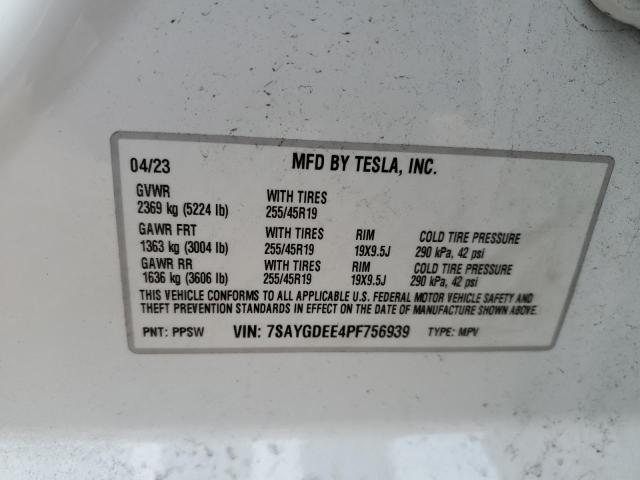 04/23 MFD BY TESLA, INC.
GVWR WITH TIRES
2369 kg (5224 lb) 255/45R19
GAWR FRT WITH TIRES RIM COLD TIRE PRESSURE
1363 kg (3004 lb) 255/45R19 19X9.5J 290 kPa, 42 psi
GAWR RR WITH TIRES RIM COLD TIRE PRESSURE
1636 kg (3606 lb) 255/45R19 19X9.5J 290 kPa, 42 psi
THIS VEHICLE CONFORMS TO ALL APPLICABLE U.S. FEDERAL MOTOR VEHICLE SAFETY AND
THEFT PREVENTION STANDARDS IN EFFECT ON THE DATE OF MANUFACTURE SHOWN ABOVE.
PNT: PPSW VIN: 7SAYGDEE4PF756939 TYPE: MPV